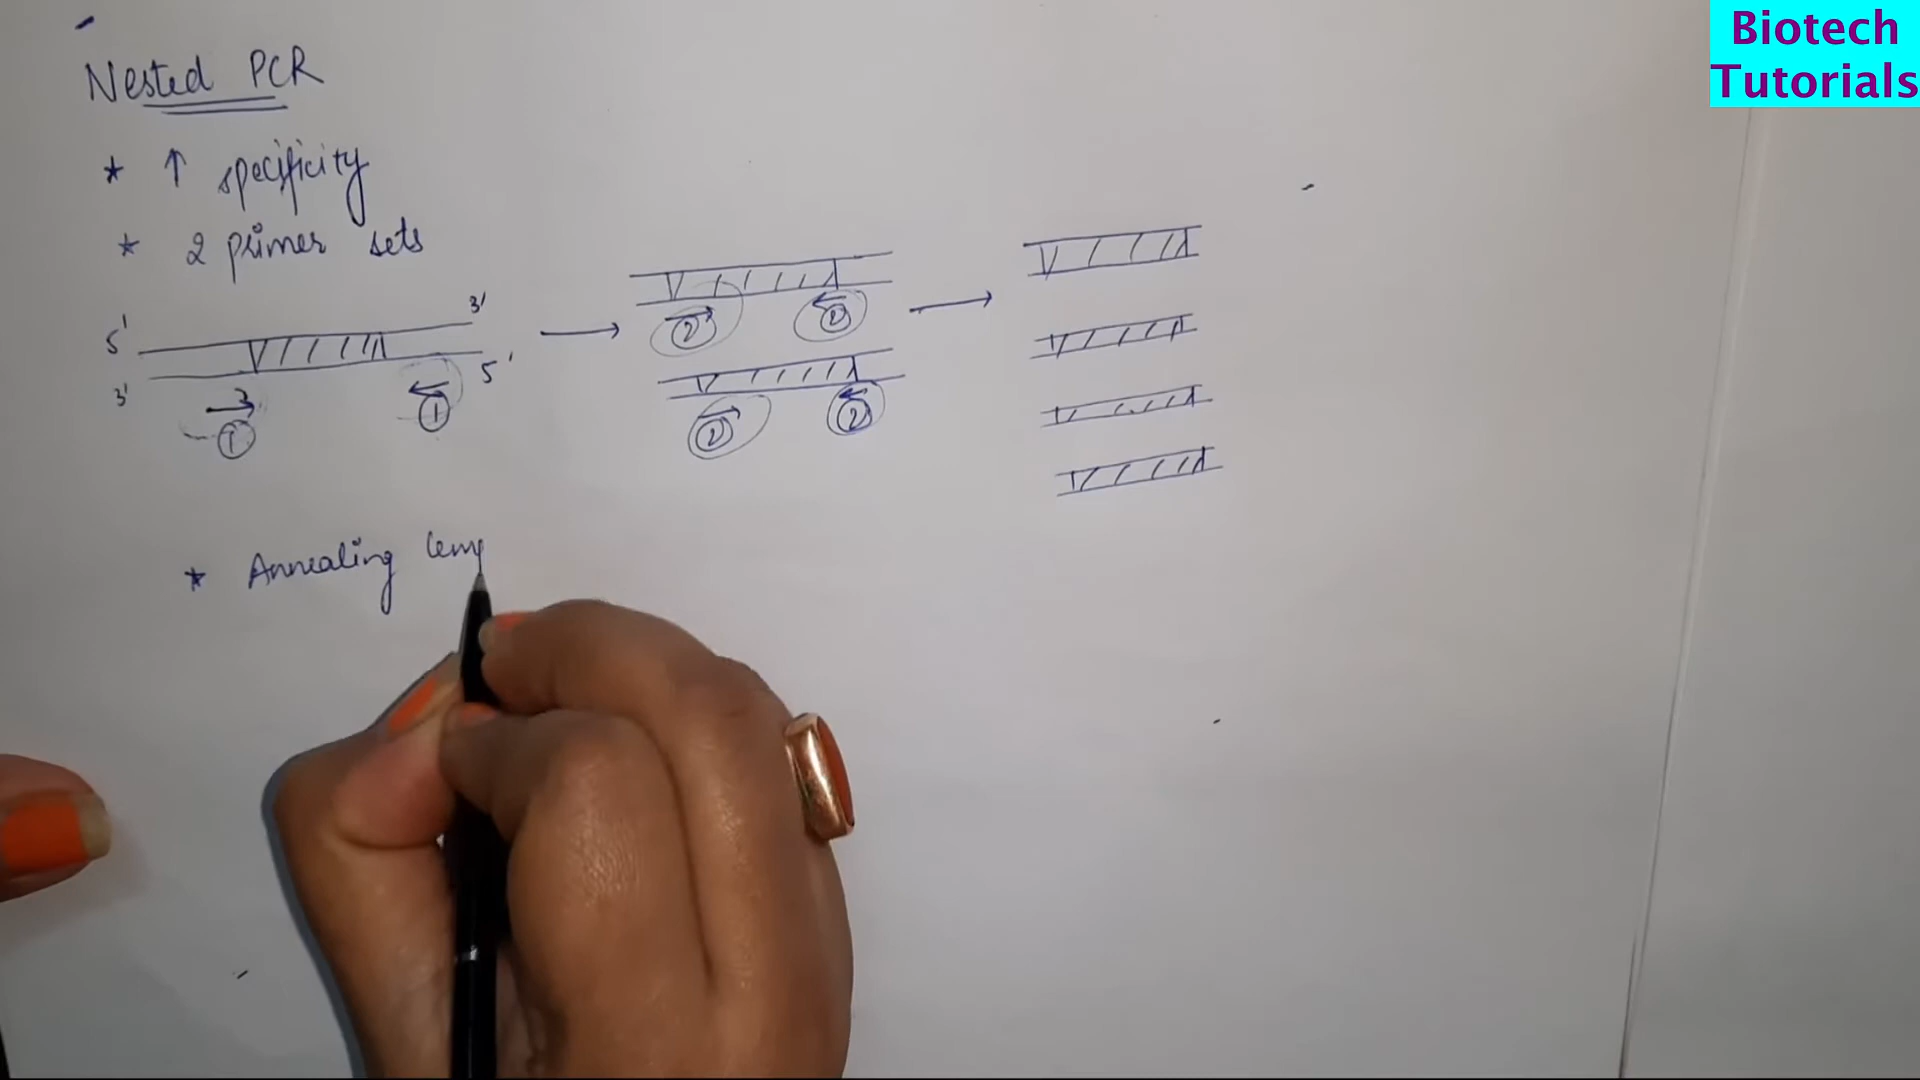 Biotech
Tutorials
Nested PCR
* ↑ specificity
* 2 primer sets
5' 3'
3' 5'
① ①
② ②
② ②
* Annealing temp